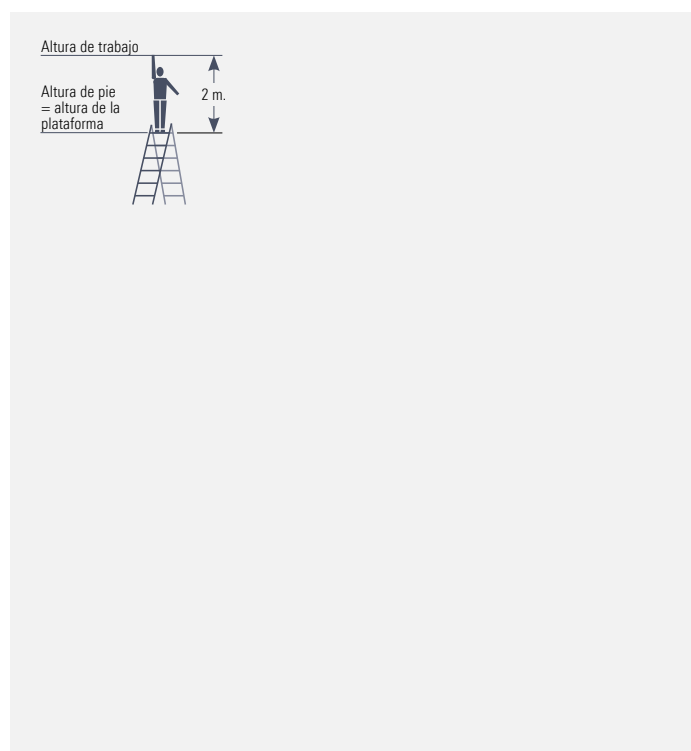 Altura de trabajo
Altura de pie
= altura de la
plataforma
2 m.